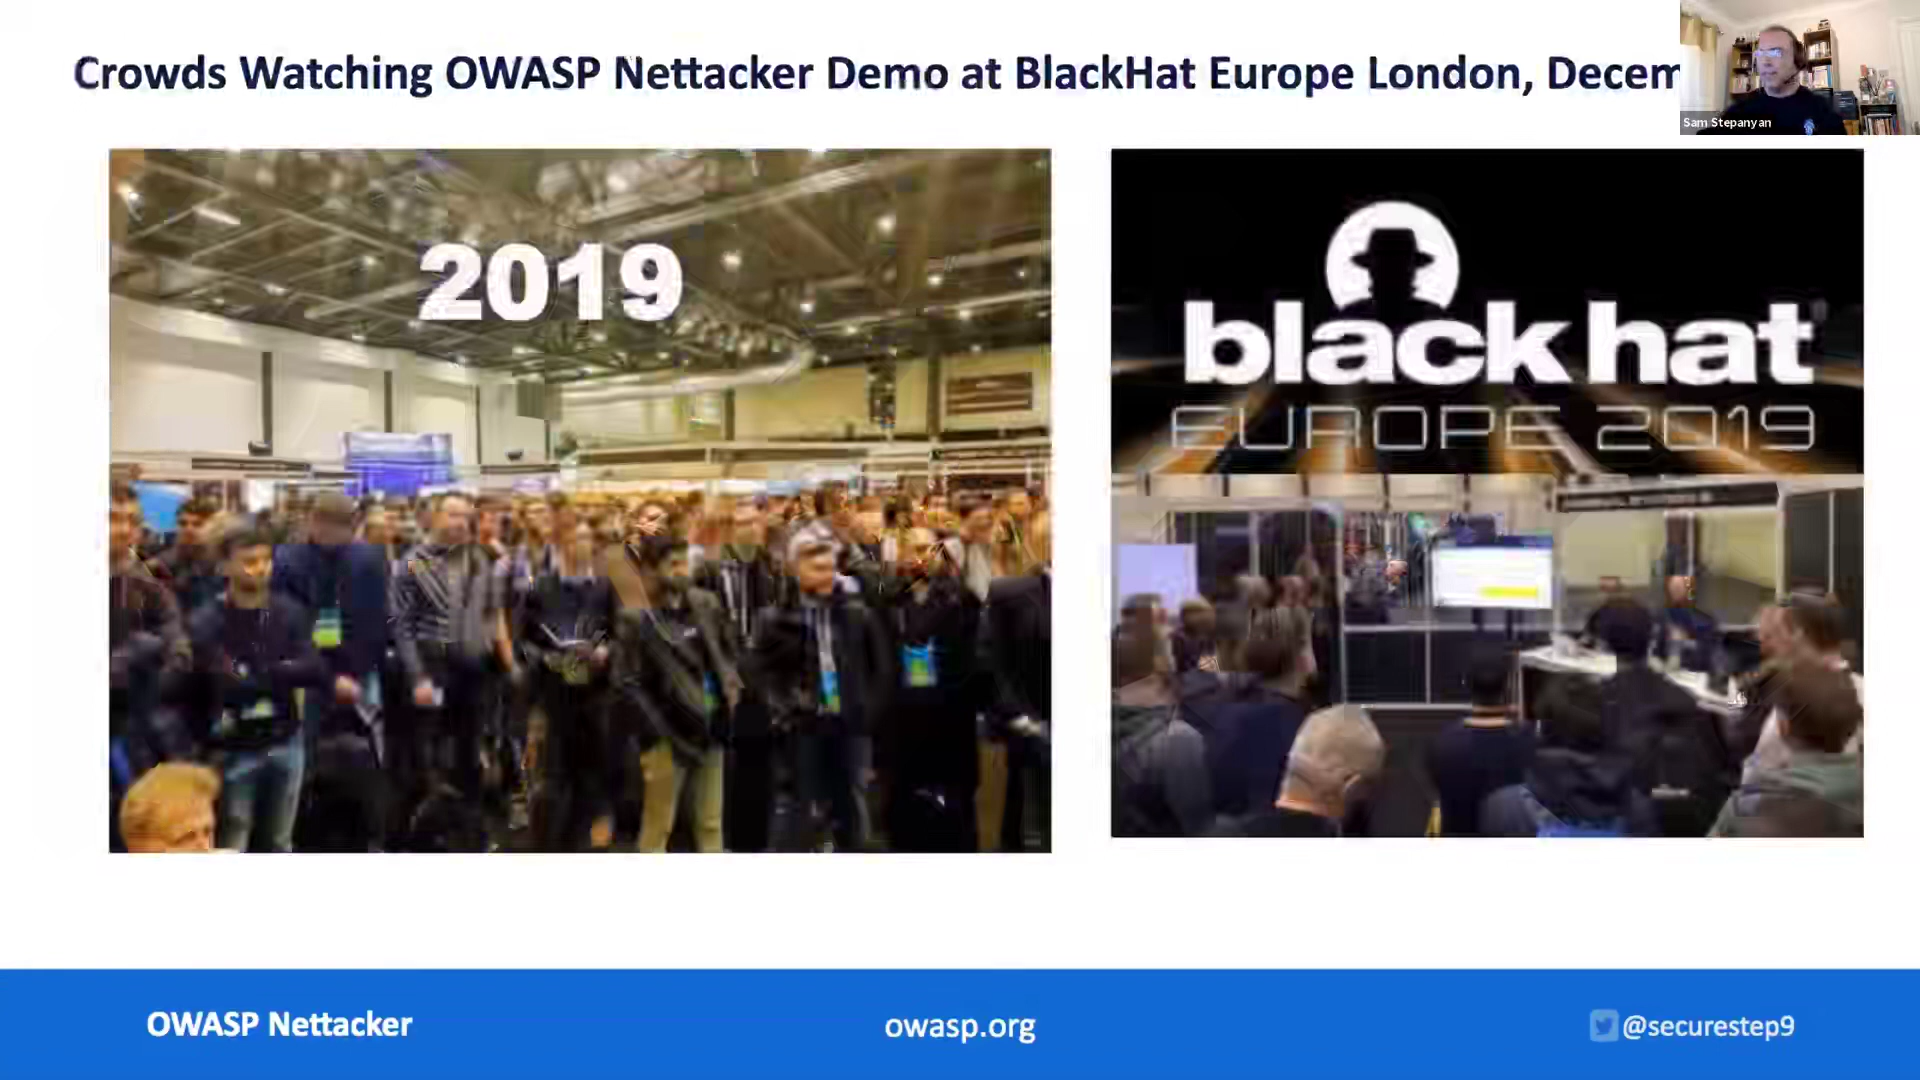 Crowds Watching OWASP Nettacker Demo at BlackHat Europe London, Decem
Sam Stepanyan
2019
black hat
EUROPE 2019
OWASP Nettacker
owasp.org
@securestep9